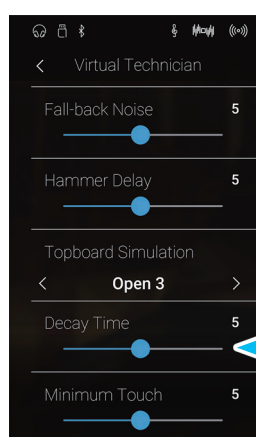 < Virtual Technician
Fall-back Noise 5
Hammer Delay 5
Topboard Simulation
< Open 3 >
Decay Time 5
Minimum Touch 5